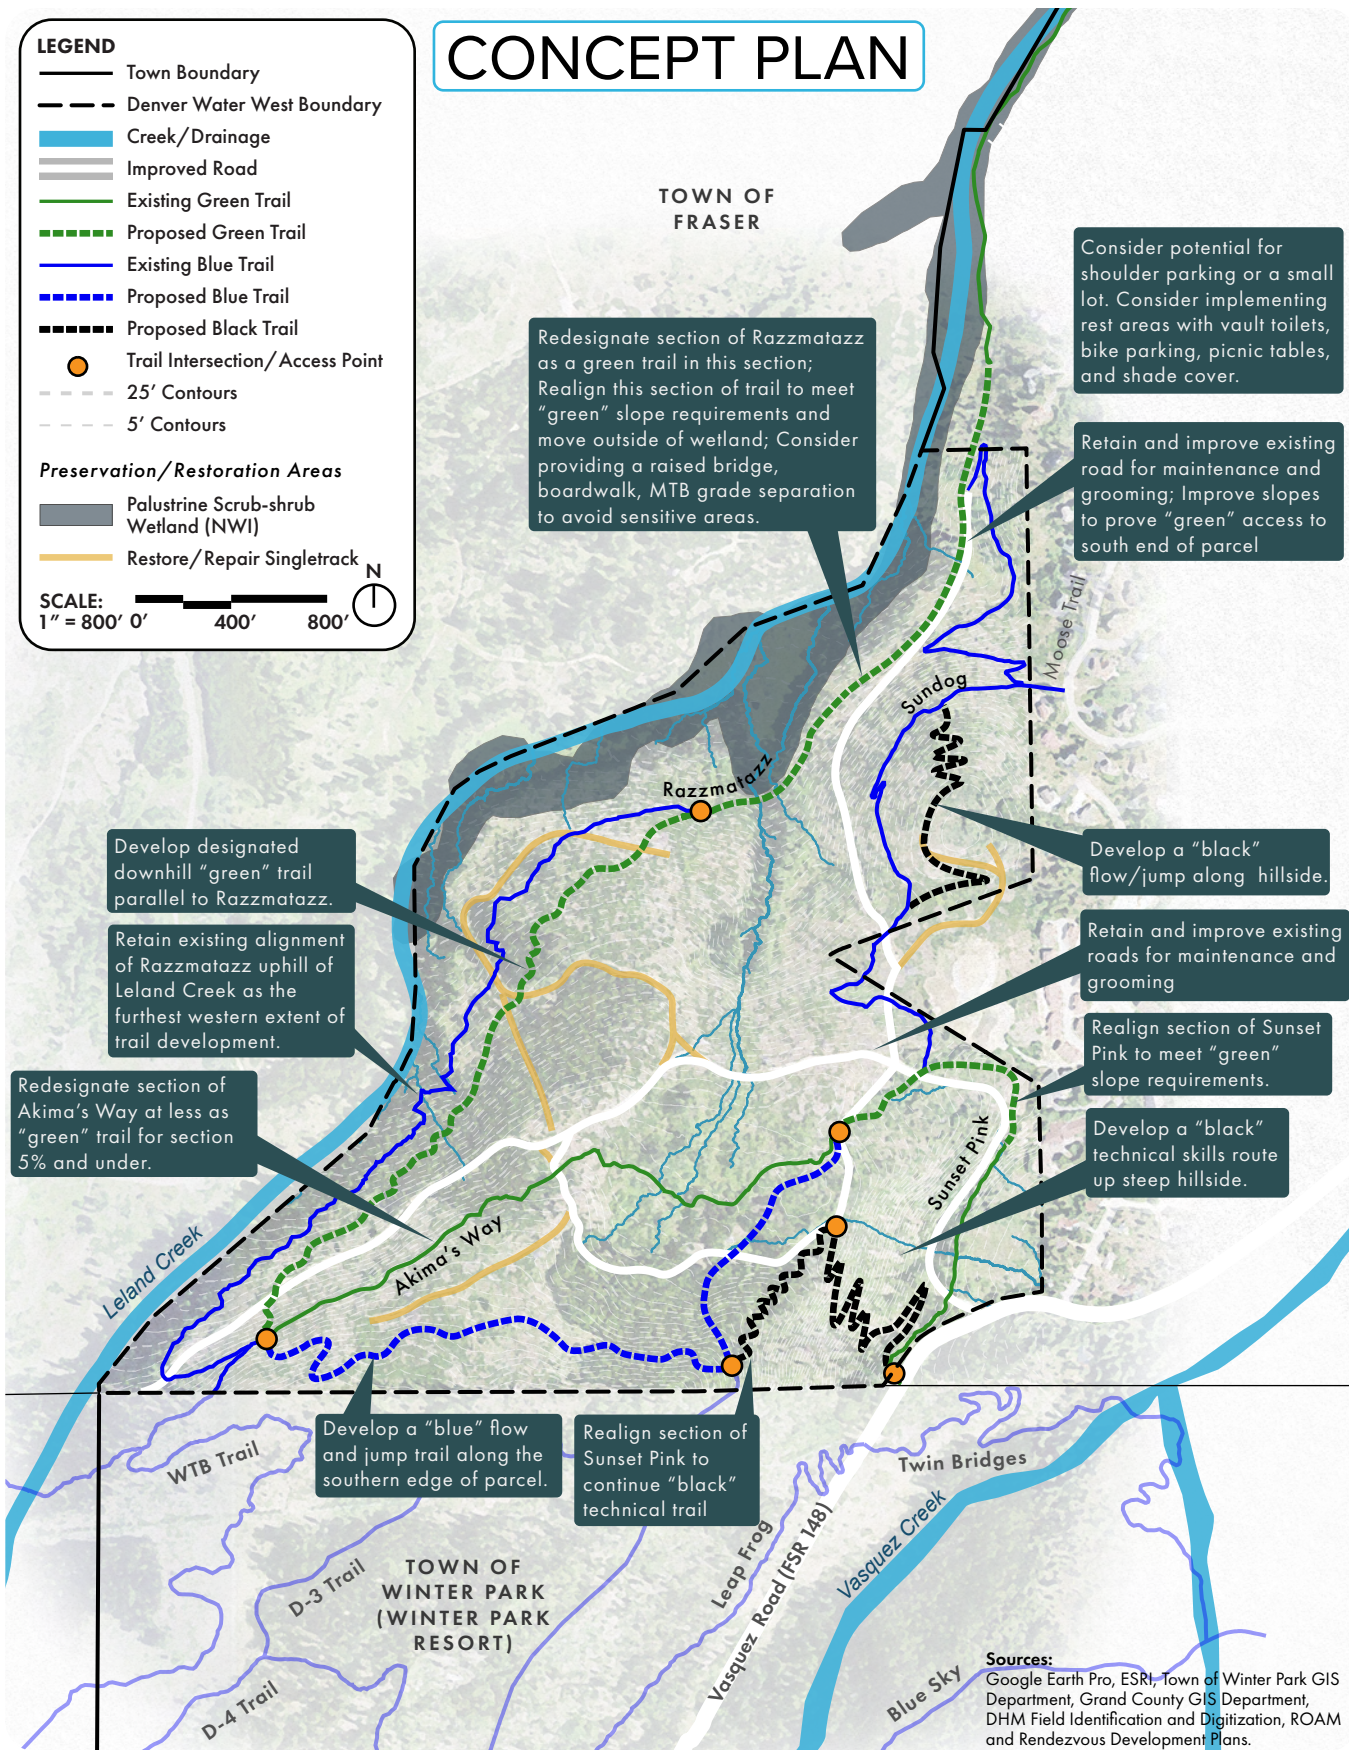 CONCEPT PLAN
LEGEND
Town Boundary
Denver Water West Boundary
Creek/Drainage
Improved Road
Existing Green Trail
Proposed Green Trail
Existing Blue Trail
Proposed Blue Trail
Proposed Black Trail
Trail Intersection/Access Point
25' Contours
5' Contours
Preservation/Restoration Areas
Palustrine Scrub-shrub
Wetland (NWI)
Restore/Repair Singletrack
N
SCALE:
1" = 800' 0' 400' 800'
TOWN OF
FRASER
Consider potential for
shoulder parking or a small
lot. Consider implementing
rest areas with vault toilets,
bike parking, picnic tables,
and shade cover.
Redesignate section of Razzmatazz
as a green trail in this section;
Realign this section of trail to meet
“green” slope requirements and
move outside of wetland; Consider
providing a raised bridge,
boardwalk, MTB grade separation
to avoid sensitive areas.
Retain and improve existing
road for maintenance and
grooming; Improve slopes
to prove “green” access to
south end of parcel
Moose Trail
Sundog
Razzmatazz
Develop designated
downhill “green” trail
parallel to Razzmatazz.
Develop a “black”
flow/jump along hillside.
Retain existing alignment
of Razzmatazz uphill of
Leland Creek as the
furthest western extent of
trail development.
Retain and improve existing
roads for maintenance and
grooming
Realign section of Sunset
Pink to meet “green”
slope requirements.
Redesignate section of
Akima's Way at less as
“green” trail for section
5% and under.
Develop a “black”
technical skills route
up steep hillside.
Sunset Pink
Akima's Way
Leland Creek
Develop a “blue” flow
and jump trail along the
southern edge of parcel.
Realign section of
Sunset Pink to
continue “black”
technical trail
WTB Trail
Twin Bridges
Leap Frog
Vasquez Road (FSR 148)
Vasquez Creek
D-3 Trail
TOWN OF
WINTER PARK
(WINTER PARK
RESORT)
D-4 Trail
Blue Sky
Sources:
Google Earth Pro, ESRI, Town of Winter Park GIS
Department, Grand County GIS Department,
DHM Field Identification and Digitization, ROAM
and Rendezvous Development Plans.